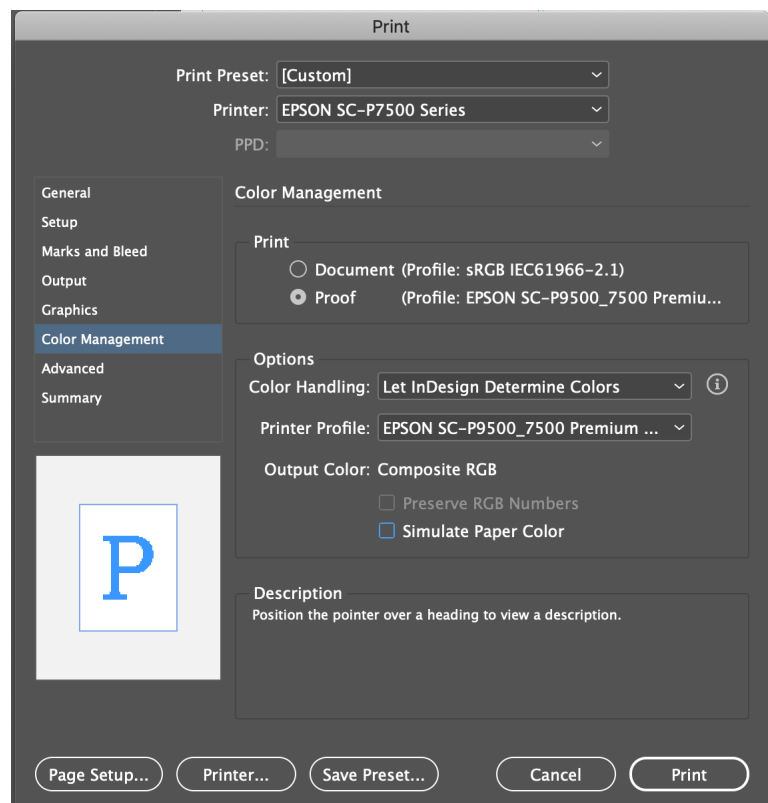 Print
Print Preset: [Custom]
Printer: EPSON SC-P7500 Series
PPD:
General
Setup
Marks and Bleed
Output
Graphics
Color Management
Advanced
Summary
Color Management
Print
Document (Profile: sRGB IEC61966-2.1)
Proof (Profile: EPSON SC-P9500_7500 Premiu...
Options
Color Handling: Let InDesign Determine Colors
Printer Profile: EPSON SC-P9500_7500 Premium ...
Output Color: Composite RGB
Preserve RGB Numbers
Simulate Paper Color
P
Description
Position the pointer over a heading to view a description.
Page Setup... Printer... Save Preset... Cancel Print